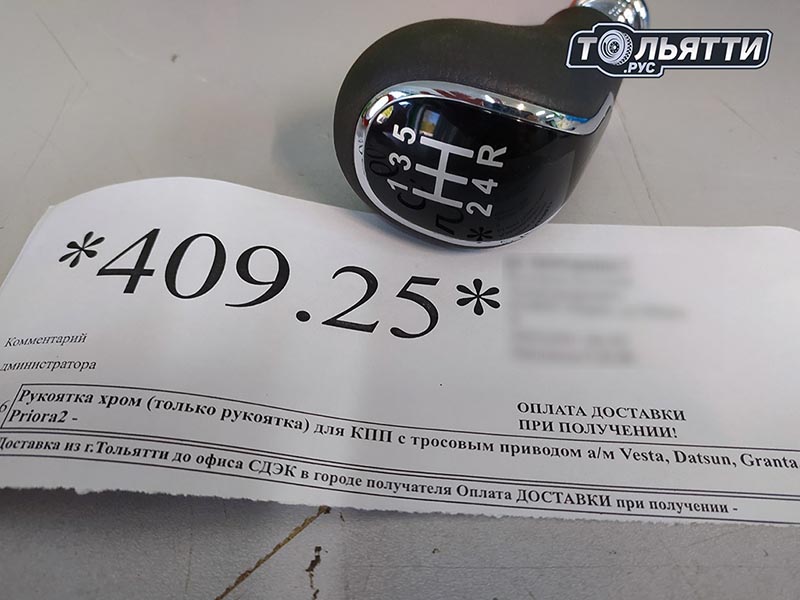 ТОЛЬЯТТИ
.РУС
5 R
3 4
1 2
*409.25*
Комментарий
дминистратора
ОПЛАТА ДОСТАВКИ
ПРИ ПОЛУЧЕНИИ!
6 Рукоятка хром (только рукоятка) для КПП с тросовым приводом а/м Vesta, Datsun, Granta
Priora2 -
Доставка из г.Тольятти до офиса СДЭК в городе получателя Оплата ДОСТАВКИ при получении -